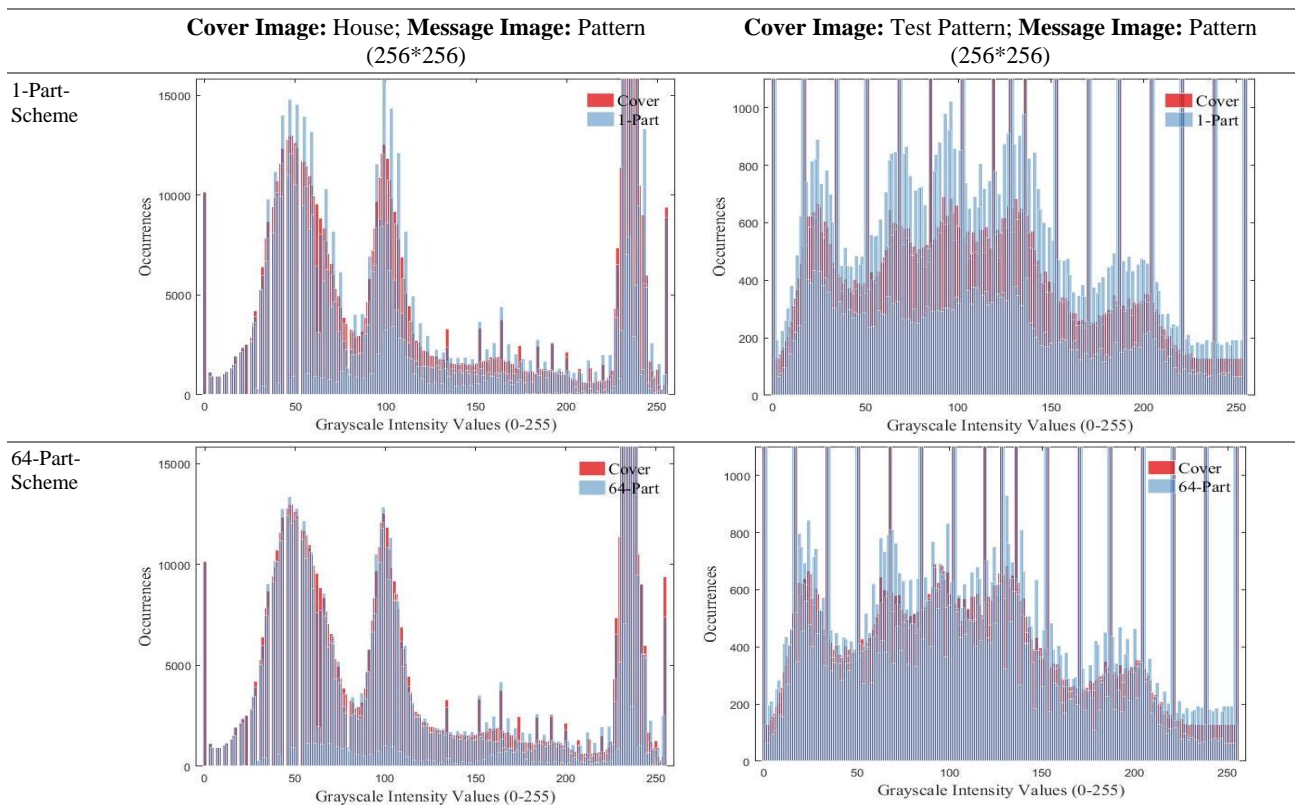 Cover Image: House; Message Image: Pattern
(256*256)
Cover Image: Test Pattern; Message Image: Pattern
(256*256)
1-Part-
Scheme
15000
10000
5000
0
Occurrences
Cover
1-Part
0 50 100 150 200 250
Grayscale Intensity Values (0-255)
1000
800
600
400
200
0
Occurrences
Cover
1-Part
0 50 100 150 200 250
Grayscale Intensity Values (0-255)
64-Part-
Scheme
15000
10000
5000
0
Occurrences
Cover
64-Part
0 50 100 150 200 250
Grayscale Intensity Values (0-255)
1000
800
600
400
200
0
Occurrences
Cover
64-Part
0 50 100 150 200 250
Grayscale Intensity Values (0-255)